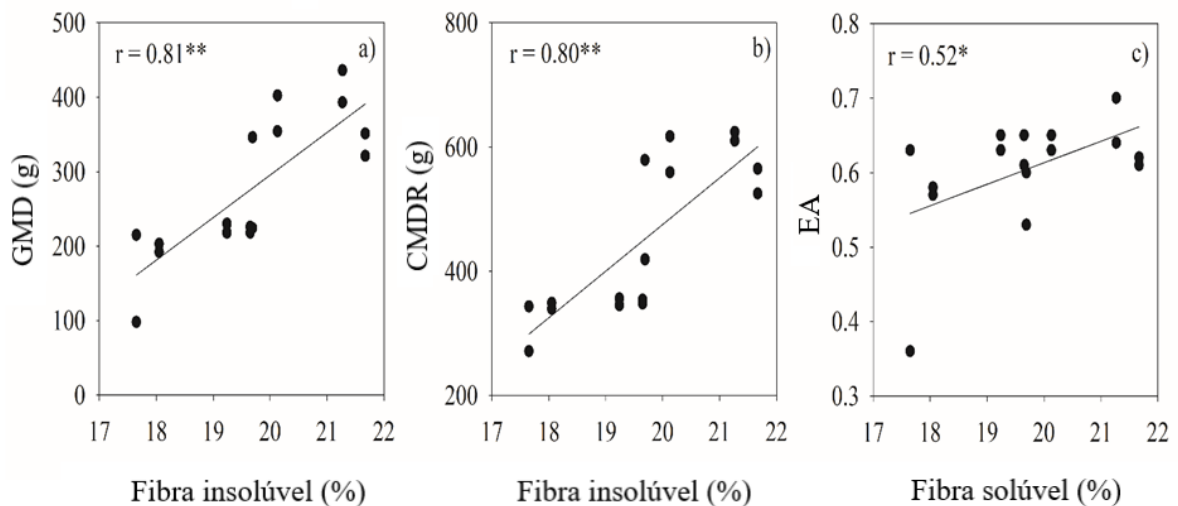 500
400
300
200
100
0
GMD (g)
r = 0.81**
a)
17 18 19 20 21 22
Fibra insolúvel (%)
800
600
400
200
CMDR (g)
r = 0.80**
b)
17 18 19 20 21 22
Fibra insolúvel (%)
0.8
0.7
0.6
0.5
0.4
0.3
EA
r = 0.52*
c)
17 18 19 20 21 22
Fibra solúvel (%)